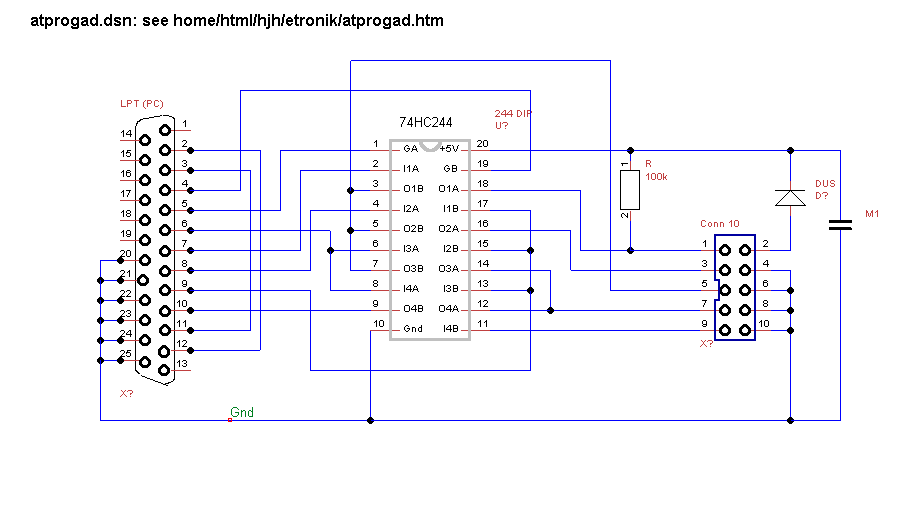 atprogad.dsn: see home/html/hjh/etronik/atprogad.htm
LPT (PC)
14
15
16
17
18
19
20
21
22
23
24
25
1
2
3
4
5
6
7
8
9
10
11
12
13
X?
Gnd
74HC244
244 DIP
U?
1 GA +5V 20
2 I1A GB 19
3 O1B O1A 18
4 I2A I1B 17
5 O2B O2A 16
6 I3A I2B 15
7 O3B O3A 14
8 I4A I3B 13
9 O4B O4A 12
10 Gnd I4B 11
1
R
100k
2
DUS
D?
M1
Conn 10
1 2
3 4
5 6
7 8
9 10
X?